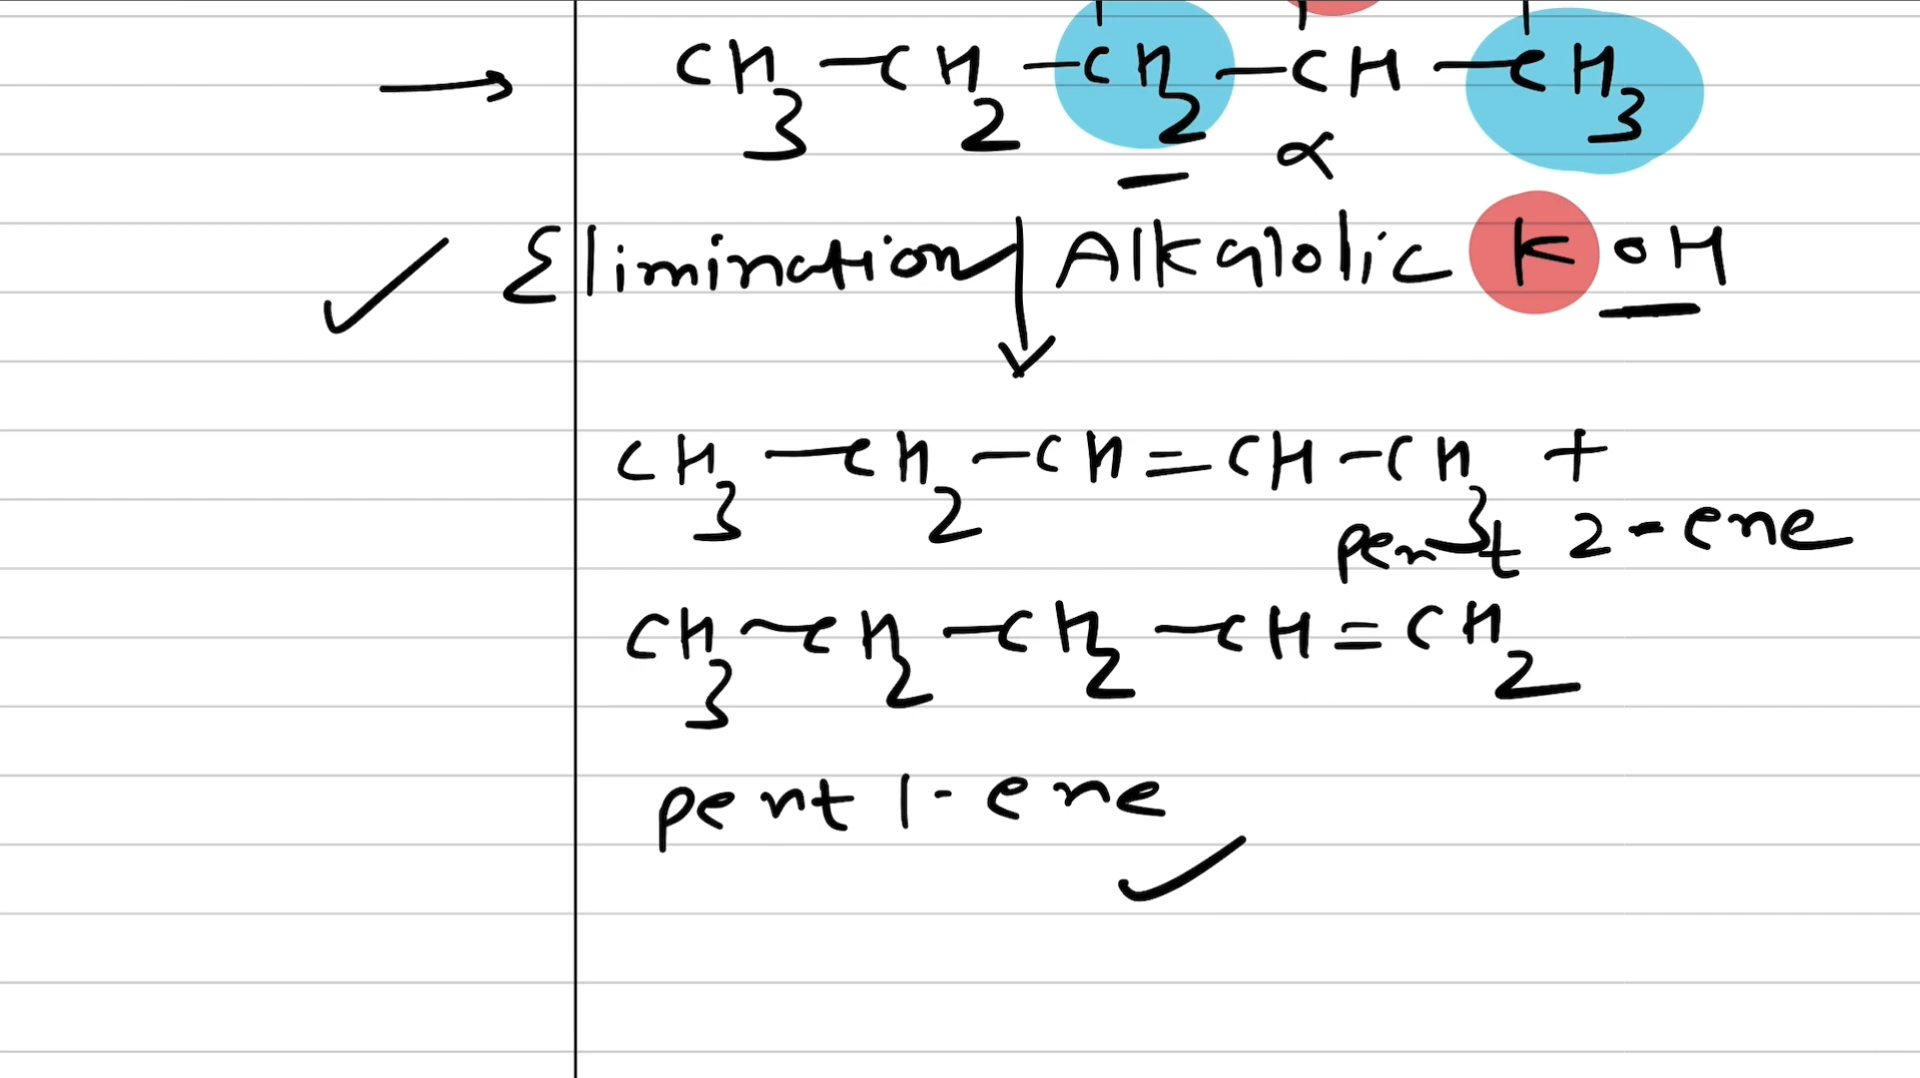 CH3 - CH2 - CH2 - CH - CH3
α
Elimination Alkalolic KOH
CH3 - CH2 - CH = CH - CH3 +
pent 2-ene
CH3 - CH2 - CH2 - CH = CH2
pent 1-ene